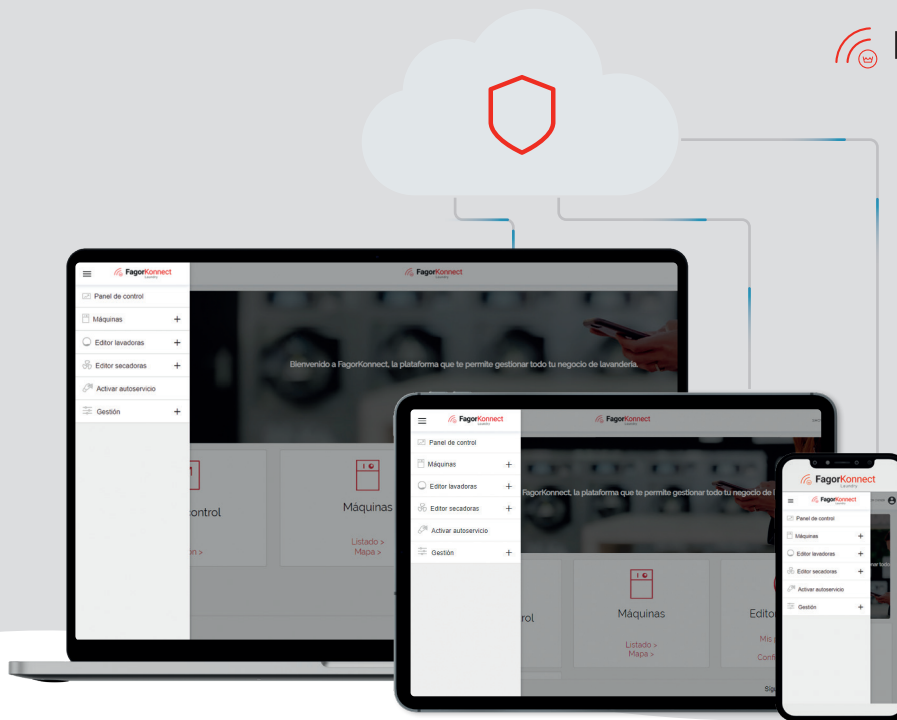 FagorKonnect
Laundry
FagorKonnect
Panel de control
Máquinas
Editor lavadoras
Editor secadoras
Activar autoservicio
Gestión
Bienvenido a FagorKonnect, la plataforma que te permite gestionar todo tu negocio de lavandería.
control
Máquinas
Listado >
Mapa >
FagorKonnect
Laundry
FagorKonnect
Laundry
Panel de control
Máquinas
Editor lavadoras
Editor secadoras
Activar autoservicio
Gestión
FagorKonnect, la plataforma que te permite gestionar todo tu negocio de
Máquinas
Listado >
Mapa >
Editor
FagorKonnect
Laundry
FagorKonnect
Panel de control
Máquinas
Editor lavadoras
Editor secadoras
Activar autoservicio
Gestión